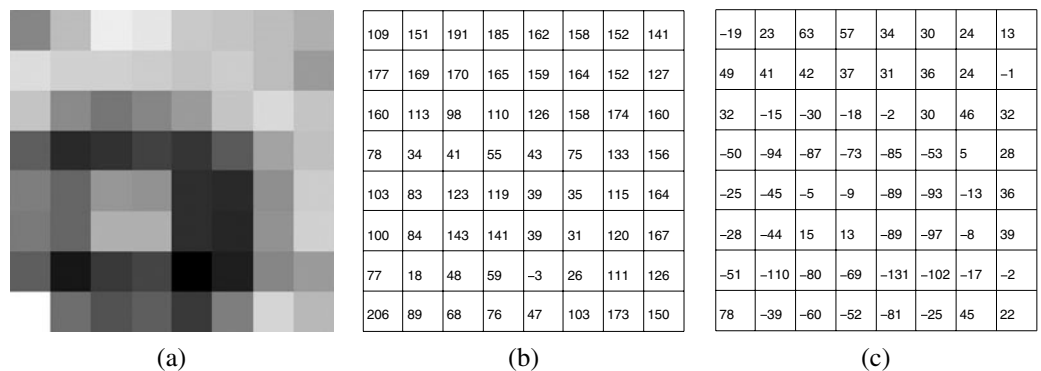 109 151 191 185 162 158 152 141 −19 23 63 57 34 30 24 13
177 169 170 165 159 164 152 127 49 41 42 37 31 36 24 −1
160 113 98 110 126 158 174 160 32 −15 −30 −18 −2 30 46 32
78 34 41 55 43 75 133 156 −50 −94 −87 −73 −85 −53 5 28
103 83 123 119 39 35 115 164 −25 −45 −5 −9 −89 −93 −13 36
100 84 143 141 39 31 120 167 −28 −44 15 13 −89 −97 −8 39
77 18 48 59 −3 26 111 126 −51 −110 −80 −69 −131 −102 −17 −2
206 89 68 76 47 103 173 150 78 −39 −60 −52 −81 −25 45 22
(a) (b) (c)